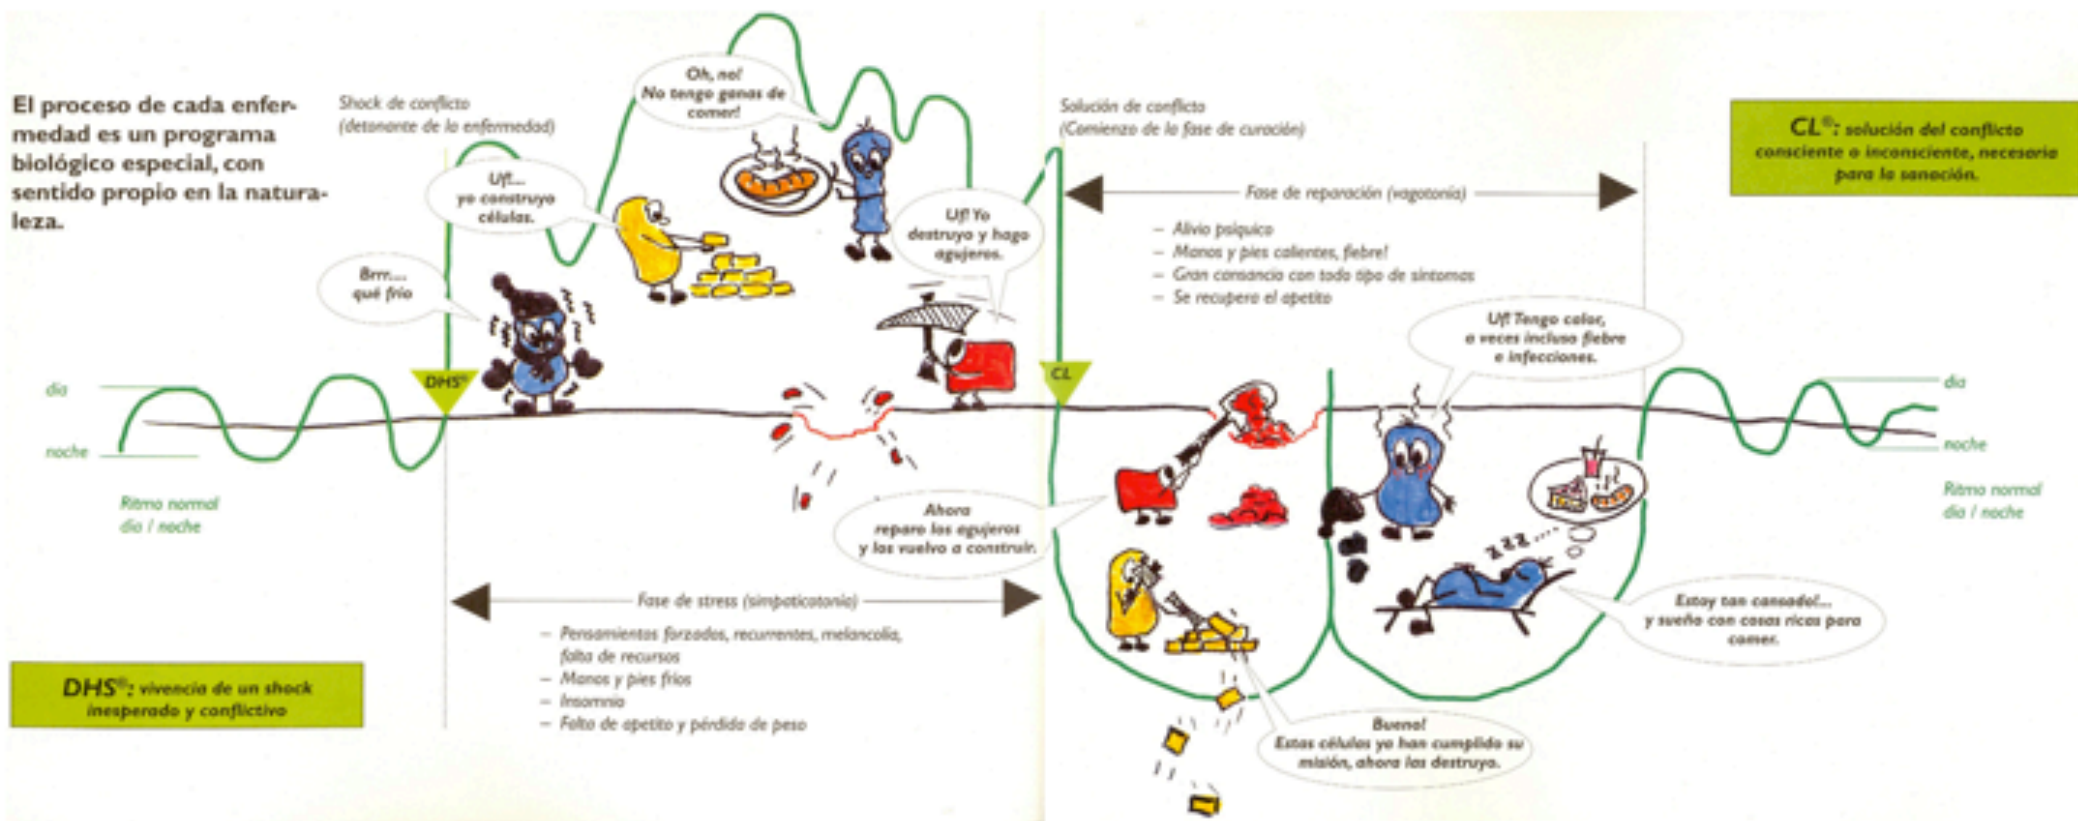 El proceso de cada enfer-
medad es un programa
biológico especial, con
sentido propio en la natura-
leza.
Shock de conflicto
(detonante de la enfermedad)
Oh, no!
No tengo ganas de
comer!
Uf!....
yo construyo
células.
Brrr....
qué frío
Uf! Yo
destruyo y hago
agujeros.
Solución de conflicto
(Comienzo de la fase de curación)
CL®: solución del conflicto
consciente o inconsciente, necesaria
para la sanación.
Fase de reparación (vagotonía)
– Alivio psíquico
– Manos y pies calientes, fiebre!
– Gran cansancio con todo tipo de síntomas
– Se recupera el apetito
Uf! Tengo calor,
a veces incluso fiebre
e infecciones.
día
noche
Ritmo normal
día / noche
DHS®
CL
día
noche
Ritmo normal
día / noche
Ahora
reparo los agujeros
y los vuelvo a construir.
zzz....
Estoy tan cansado!...
y sueño con cosas ricas para
comer.
Fase de stress (simpaticotonía)
– Pensamientos forzados, recurrentes, melancolía,
falta de recursos
– Manos y pies fríos
– Insomnio
– Falta de apetito y pérdida de peso
DHS®: vivencia de un shock
inesperado y conflictivo
Bueno!
Estas células ya han cumplido su
misión, ahora las destruyo.